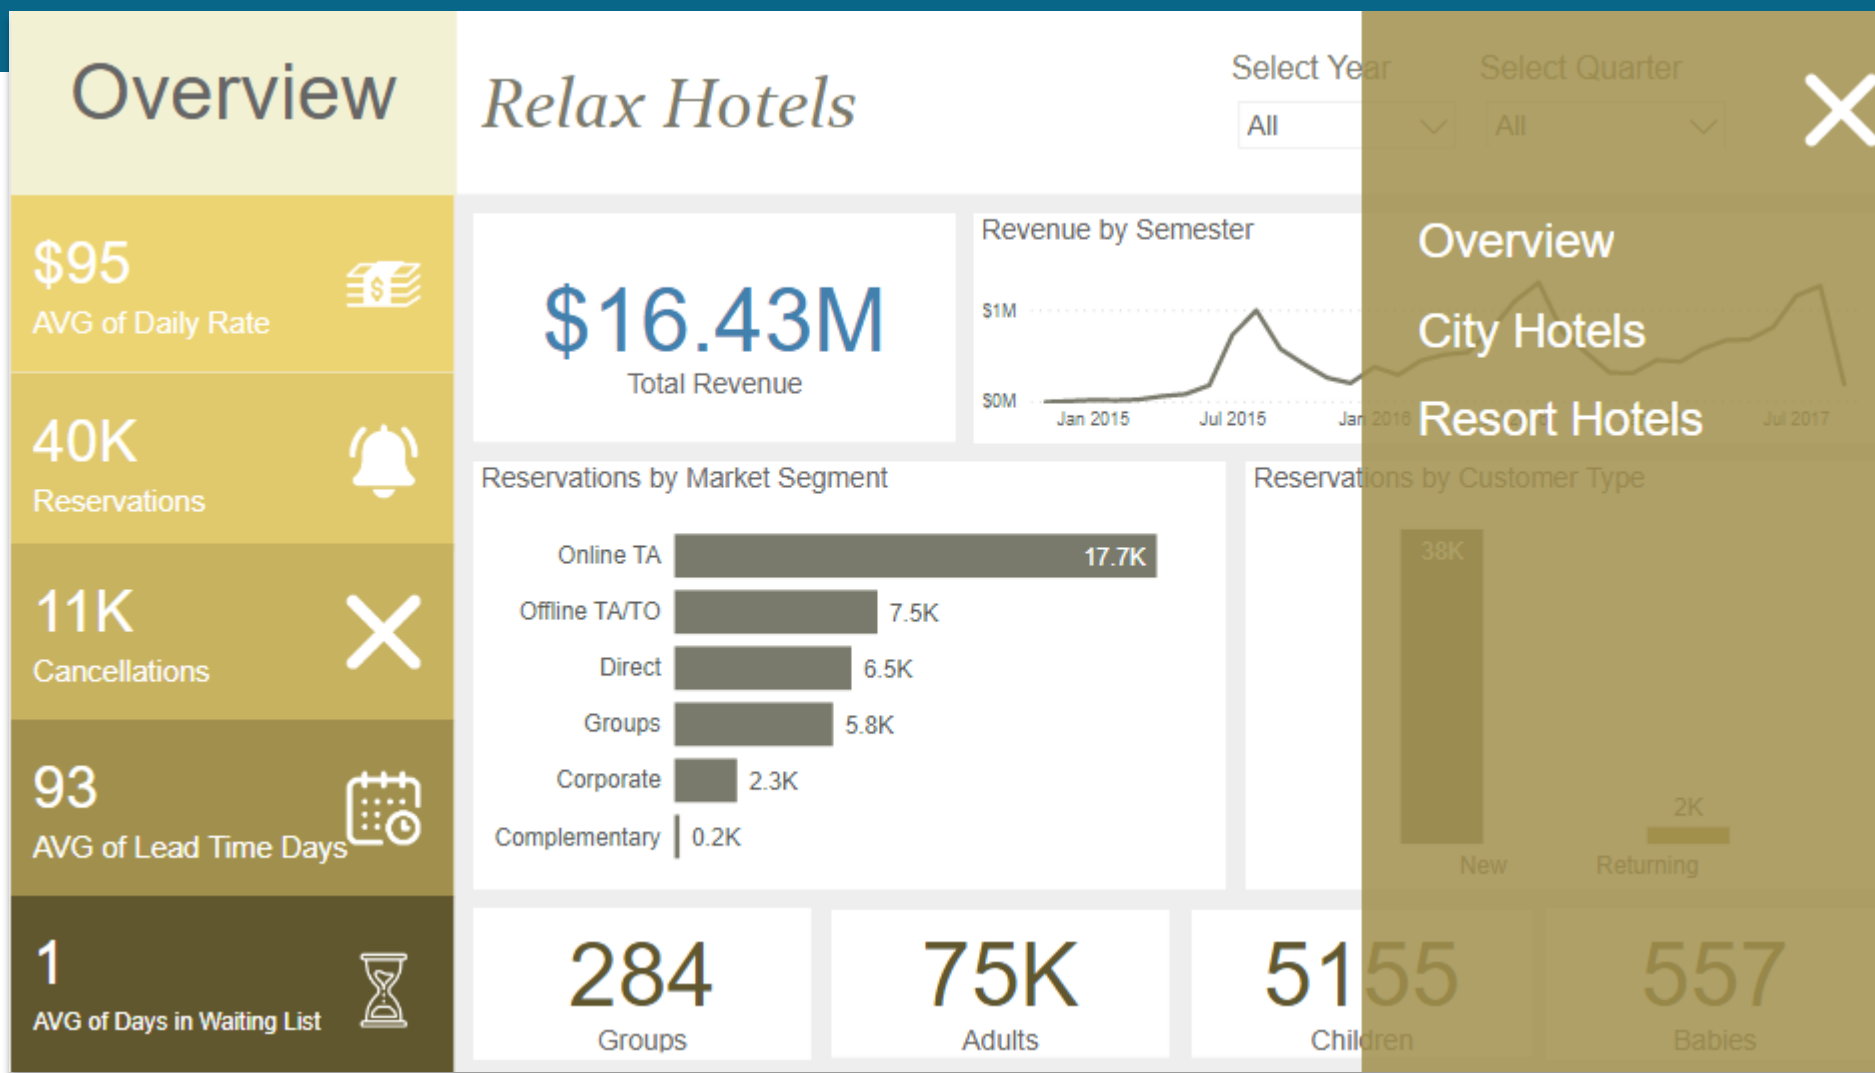 Overview
Relax Hotels
Select Year
Select Quarter
All
All
$95
AVG of Daily Rate
40K
Reservations
11K
Cancellations
93
AVG of Lead Time Days
1
AVG of Days in Waiting List
$16.43M
Total Revenue
Revenue by Semester
$1M
$0M
Jan 2015
Jul 2015
Jan 2016
Jul 2017
Overview
City Hotels
Resort Hotels
Reservations by Market Segment
Online TA
17.7K
Offline TA/TO
7.5K
Direct
6.5K
Groups
5.8K
Corporate
2.3K
Complementary
0.2K
Reservations by Customer Type
38K
2K
New
Returning
284
Groups
75K
Adults
5155
Children
557
Babies